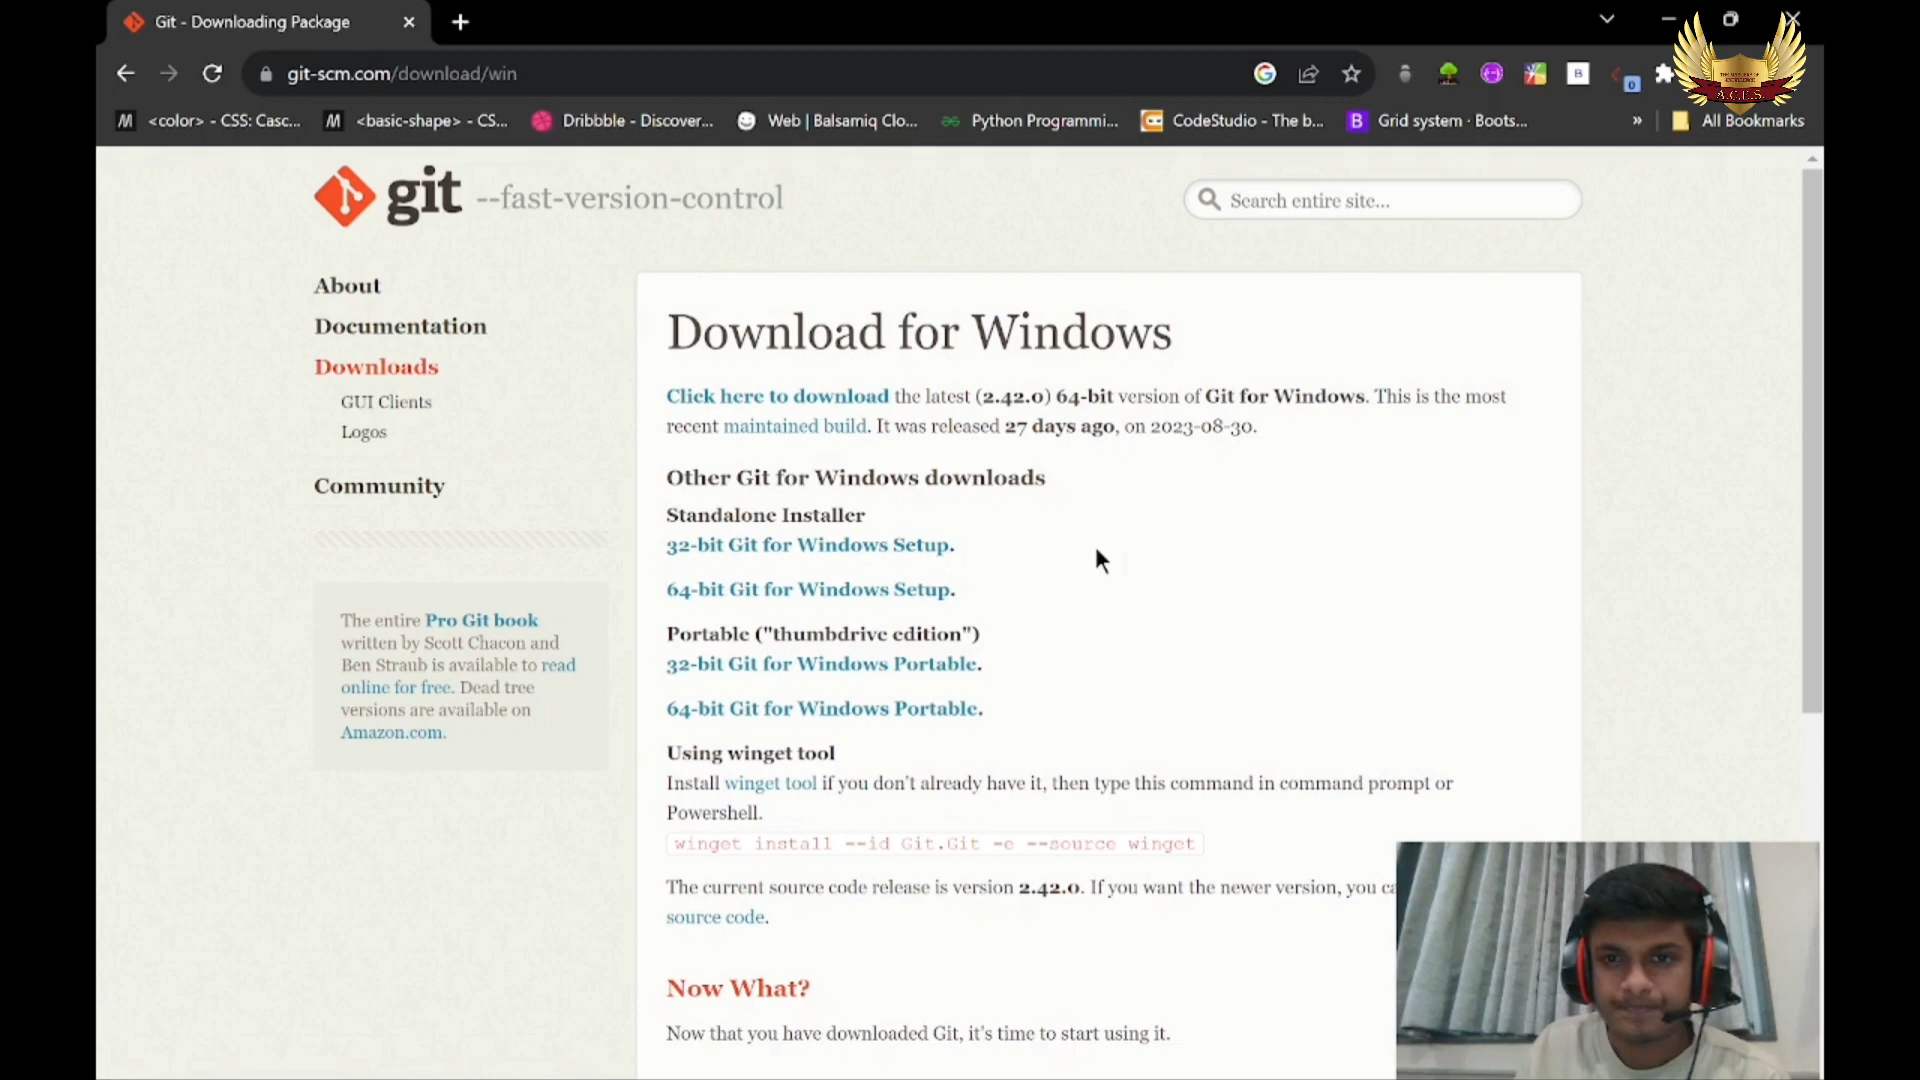 Git - Downloading Package
git-scm.com/download/win
<color> - CSS: Casc...
<basic-shape> - CS...
Dribbble - Discover...
Web | Balsamiq Clo...
Python Programmi...
CodeStudio - The b...
B
Grid system · Boots...
»
All Bookmarks
B
0
A.C.E.S.
git --fast-version-control
Search entire site...
About
Documentation
Downloads
GUI Clients
Logos
Community
The entire Pro Git book
written by Scott Chacon and
Ben Straub is available to read
online for free. Dead tree
versions are available on
Amazon.com.
Download for Windows
Click here to download the latest (2.42.0) 64-bit version of Git for Windows. This is the most
recent maintained build. It was released 27 days ago, on 2023-08-30.
Other Git for Windows downloads
Standalone Installer
32-bit Git for Windows Setup.
64-bit Git for Windows Setup.
Portable ("thumbdrive edition")
32-bit Git for Windows Portable.
64-bit Git for Windows Portable.
Using winget tool
Install winget tool if you don't already have it, then type this command in command prompt or
Powershell.
winget install --id Git.Git -e --source winget
The current source code release is version 2.42.0. If you want the newer version, you ca
source code.
Now What?
Now that you have downloaded Git, it's time to start using it.